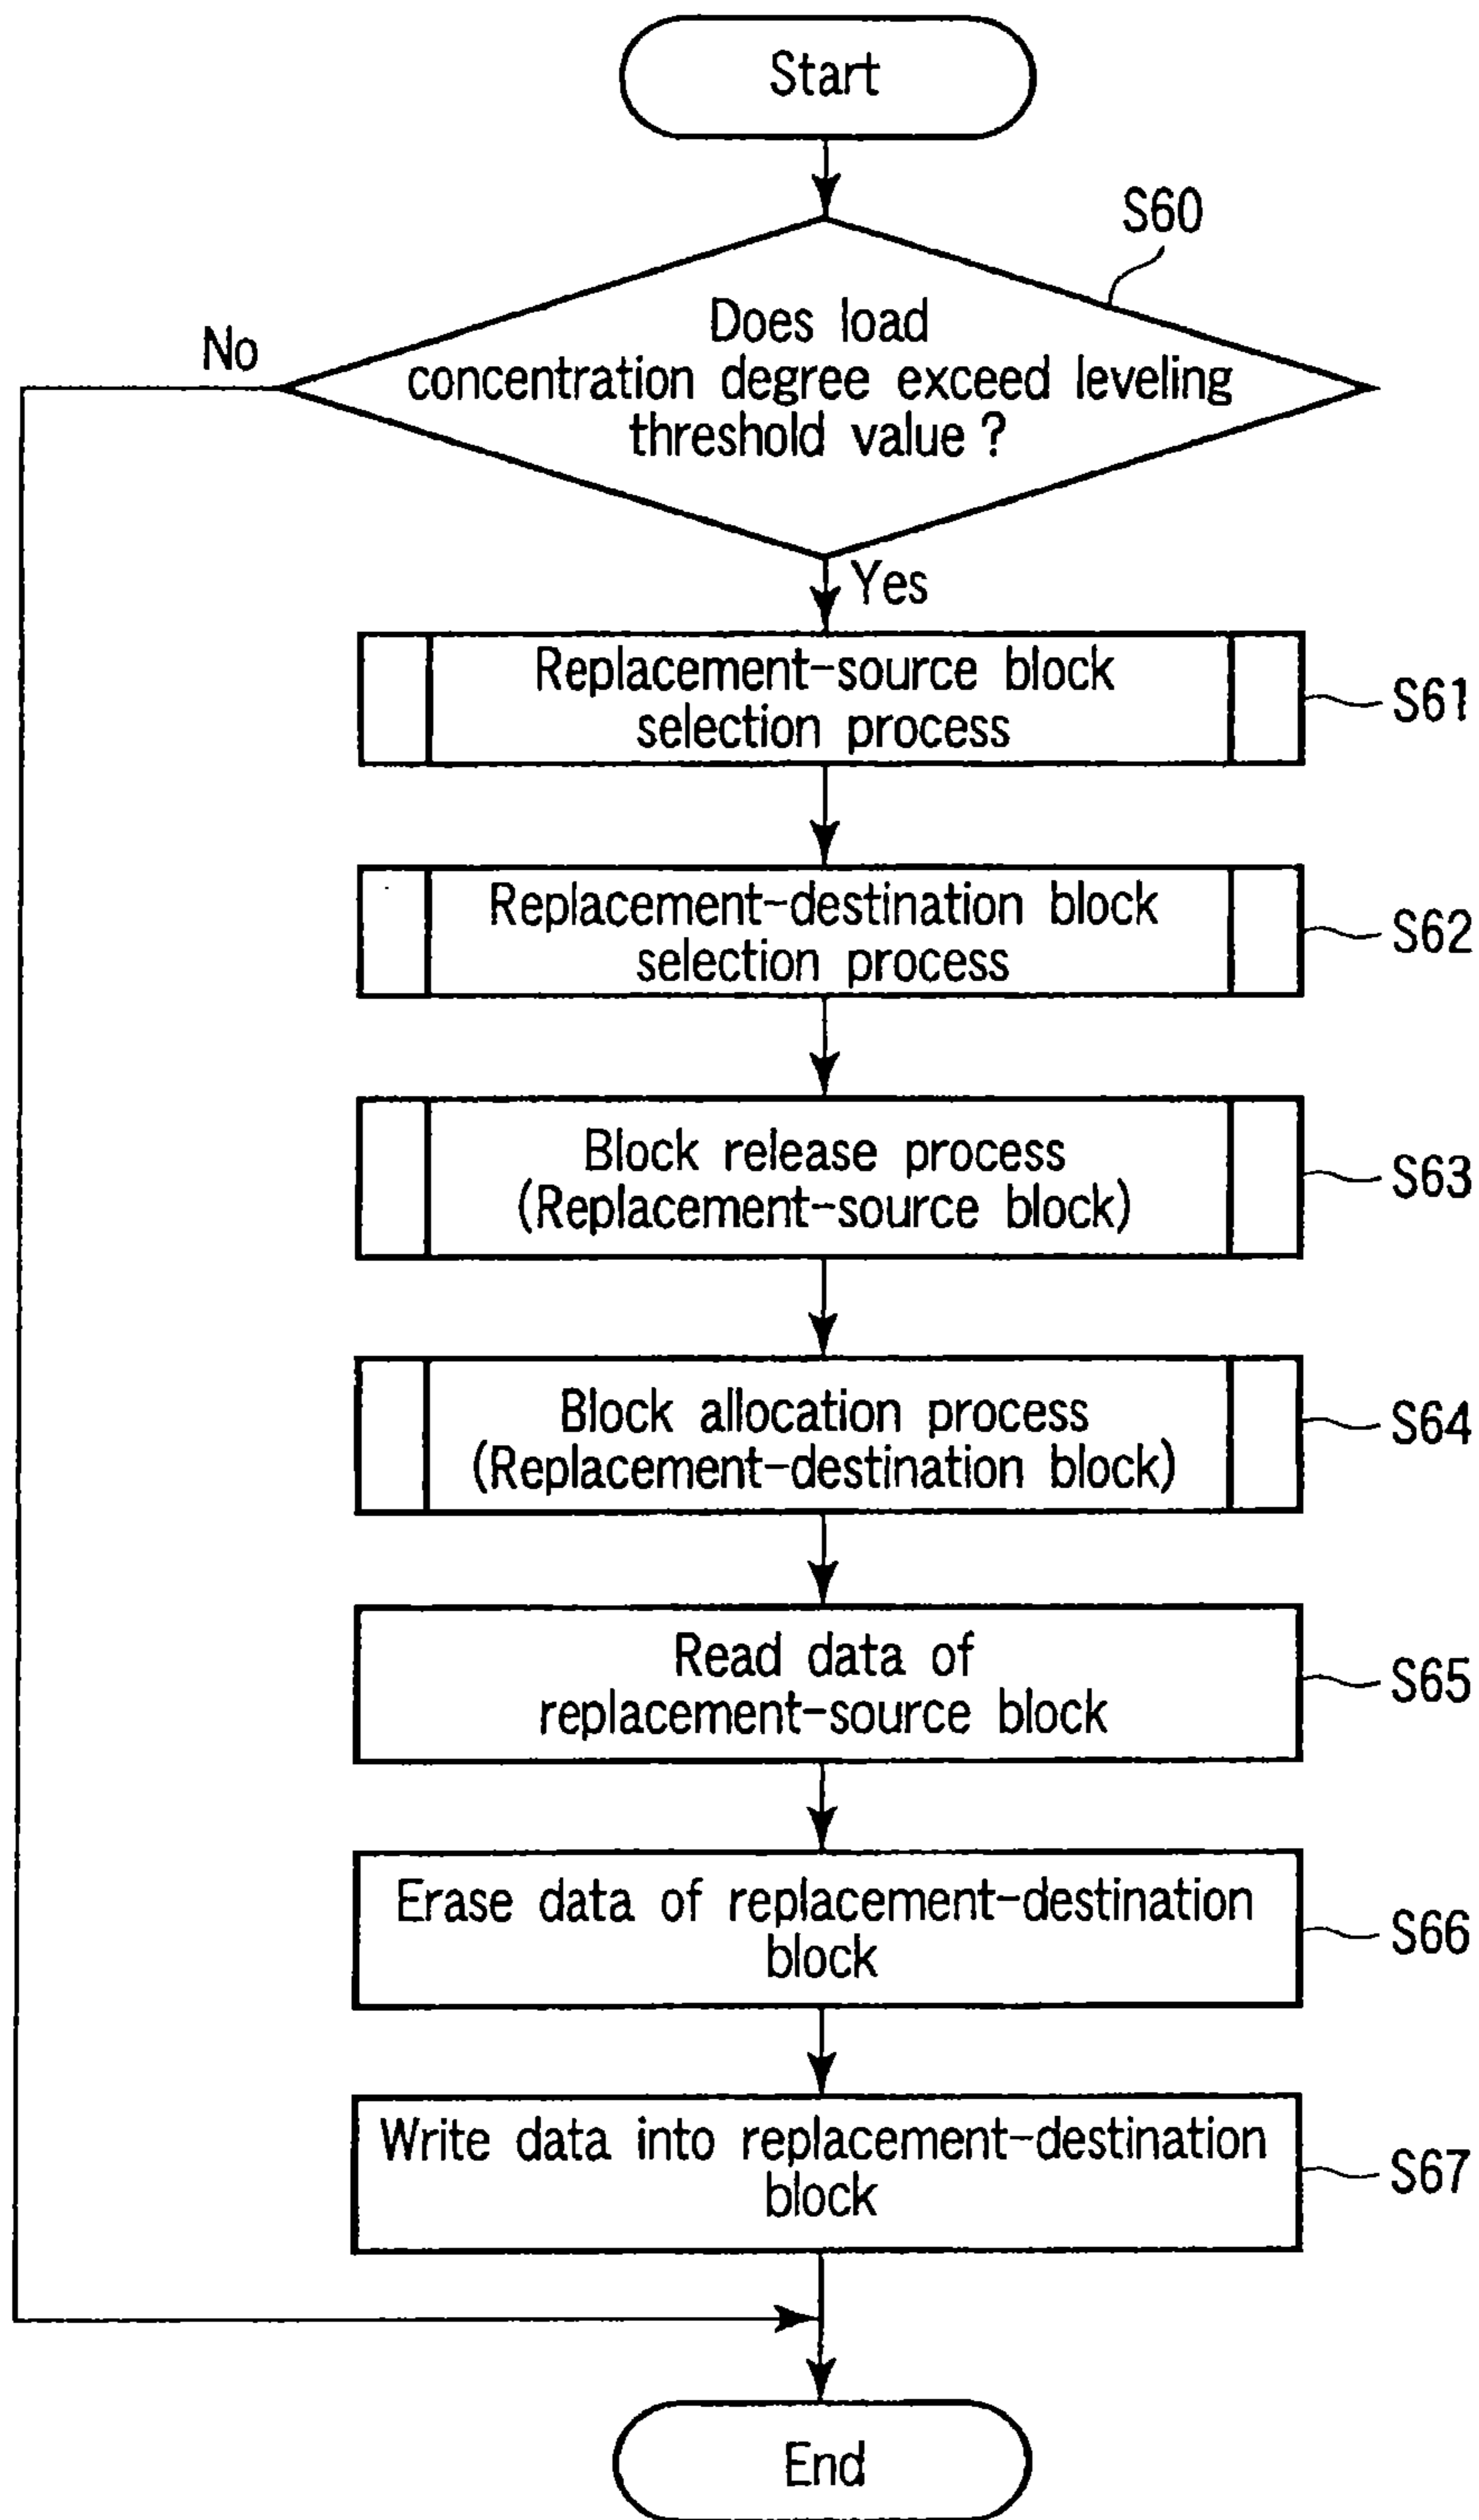 Start
S60
Does load
concentration degree exceed leveling
threshold value ?
No
Yes
Replacement-source block
selection process
S61
Replacement-destination block
selection process
S62
Block release process
(Replacement-source block)
S63
Block allocation process
(Replacement-destination block)
S64
Read data of
replacement-source block
S65
Erase data of replacement-destination
block
S66
Write data into replacement-destination
block
S67
End